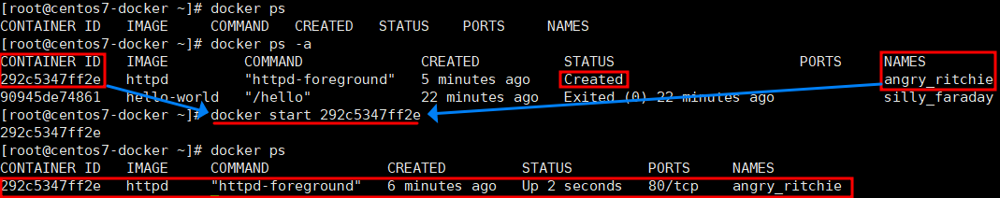 [root@centos7-docker ~]# docker ps
CONTAINER ID IMAGE COMMAND CREATED STATUS PORTS NAMES
[root@centos7-docker ~]# docker ps -a
CONTAINER ID IMAGE COMMAND CREATED STATUS PORTS NAMES
292c5347ff2e httpd "httpd-foreground" 5 minutes ago Created angry_ritchie
90945de74861 hello-world "/hello" 22 minutes ago Exited (0) 22 minutes ago silly_faraday
[root@centos7-docker ~]# docker start 292c5347ff2e
292c5347ff2e
[root@centos7-docker ~]# docker ps
CONTAINER ID IMAGE COMMAND CREATED STATUS PORTS NAMES
292c5347ff2e httpd "httpd-foreground" 6 minutes ago Up 2 seconds 80/tcp angry_ritchie